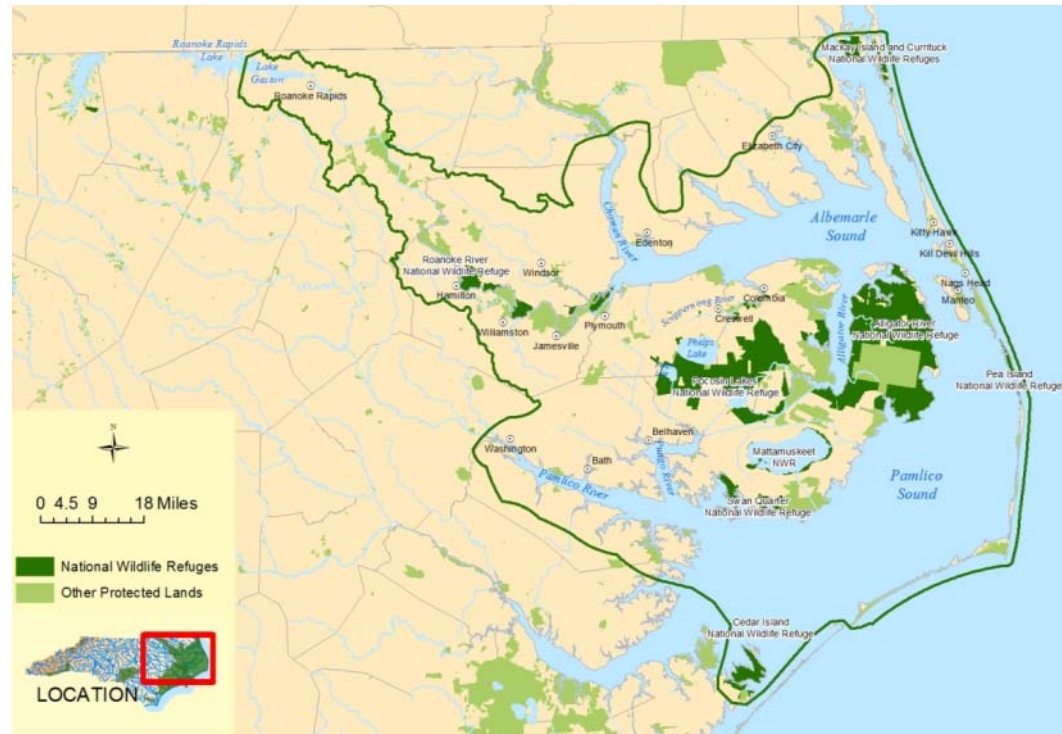 Roanoke Rapids
Lake
Lake
Gaston
Roanoke Rapids
Mackay Island and Currituck
National Wildlife Refuges
Elizabeth City
Chowan River
Albemarle
Sound
Kitty Hawk
Kill Devil Hills
Nags Head
Manteo
Edenton
Roanoke River
National Wildlife Refuge
Windsor
Hamilton
Williamston
Plymouth
Jamesville
Scuppernong River
Columbia
Creswell
Phelps
Lake
Alligator River
Alligator River
National Wildlife Refuge
Pocosin Lakes
National Wildlife Refuge
Pea Island
National Wildlife Refuge
Washington
Belhaven
Bath
Pungo River
Pamlico River
Mattamuskeet
NWR
Swan Quarter
National Wildlife Refuge
Pamlico
Sound
Cedar Island
National Wildlife Refuge
N
0 4.5 9 18 Miles
National Wildlife Refuges
Other Protected Lands
LOCATION